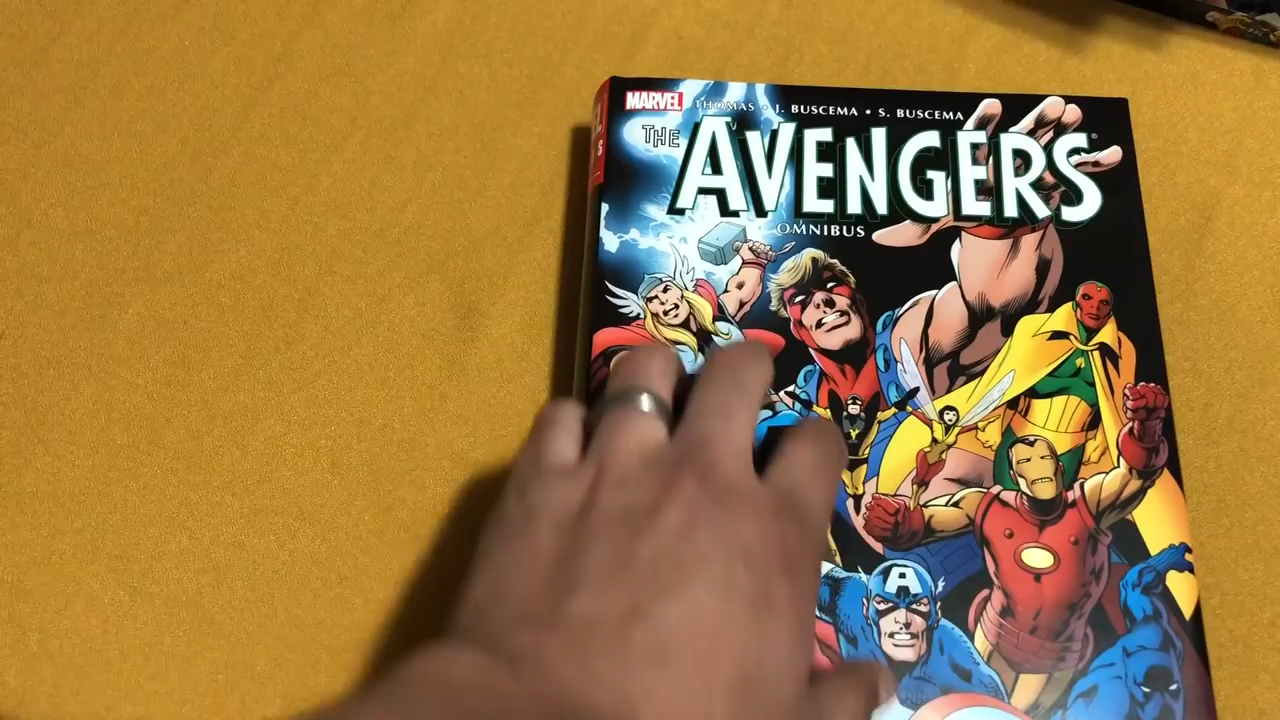 MARVEL THOMAS • J. BUSCEMA • S. BUSCEMA
THE AVENGERS®
OMNIBUS
A